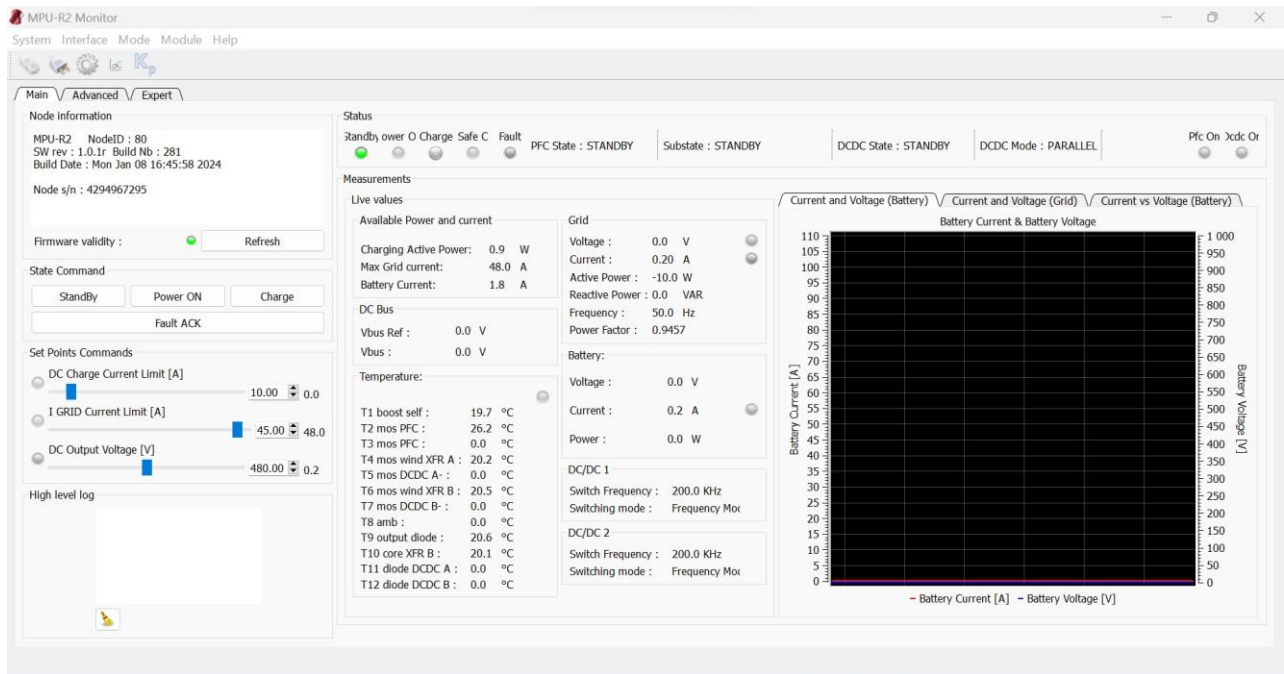 MPU-R2 Monitor
System Interface Mode Module Help
Kp
Main Advanced Expert
Node information
MPU-R2 NodeID : 80
SW rev : 1.0.1r Build Nb : 281
Build Date : Mon Jan 08 16:45:58 2024
Node s/n : 4294967295
Firmware validity : Refresh
State Command
StandBy Power ON Charge
Fault ACK
Set Points Commands
DC Charge Current Limit [A]
10.00 0.0
I GRID Current Limit [A]
45.00 48.0
DC Output Voltage [V]
480.00 0.2
High level log
Status
Standby ower O Charge Safe C Fault
PFC State : STANDBY Substate : STANDBY DCDC State : STANDBY DCDC Mode : PARALLEL
Pfc On Dcdc Or
Measurements
Live values
Available Power and current
Charging Active Power: 0.9 W
Max Grid current: 48.0 A
Battery Current: 1.8 A
DC Bus
Vbus Ref : 0.0 V
Vbus : 0.0 V
Temperature:
T1 boost self : 19.7 °C
T2 mos PFC : 26.2 °C
T3 mos PFC : 0.0 °C
T4 mos wind XFR A : 20.2 °C
T5 mos DCDC A- : 0.0 °C
T6 mos wind XFR B : 20.5 °C
T7 mos DCDC B- : 0.0 °C
T8 amb : 0.0 °C
T9 output diode : 20.6 °C
T10 core XFR B : 20.1 °C
T11 diode DCDC A : 0.0 °C
T12 diode DCDC B : 0.0 °C
Grid
Voltage : 0.0 V
Current : 0.20 A
Active Power : -10.0 W
Reactive Power : 0.0 VAR
Frequency : 50.0 Hz
Power Factor : 0.9457
Battery:
Voltage : 0.0 V
Current : 0.2 A
Power : 0.0 W
DC/DC 1
Switch Frequency : 200.0 KHz
Switching mode : Frequency Mod
DC/DC 2
Switch Frequency : 200.0 KHz
Switching mode : Frequency Mod
Current and Voltage (Battery) Current and Voltage (Grid) Current vs Voltage (Battery)
Battery Current & Battery Voltage
Battery Current [A]
110
105
100
95
90
85
80
75
70
65
60
55
50
45
40
35
30
25
20
15
10
5
0
1 000
950
900
850
800
750
700
650
600
550
500
450
400
350
300
250
200
150
100
50
0
Battery Voltage [V]
Battery Current [A] Battery Voltage [V]